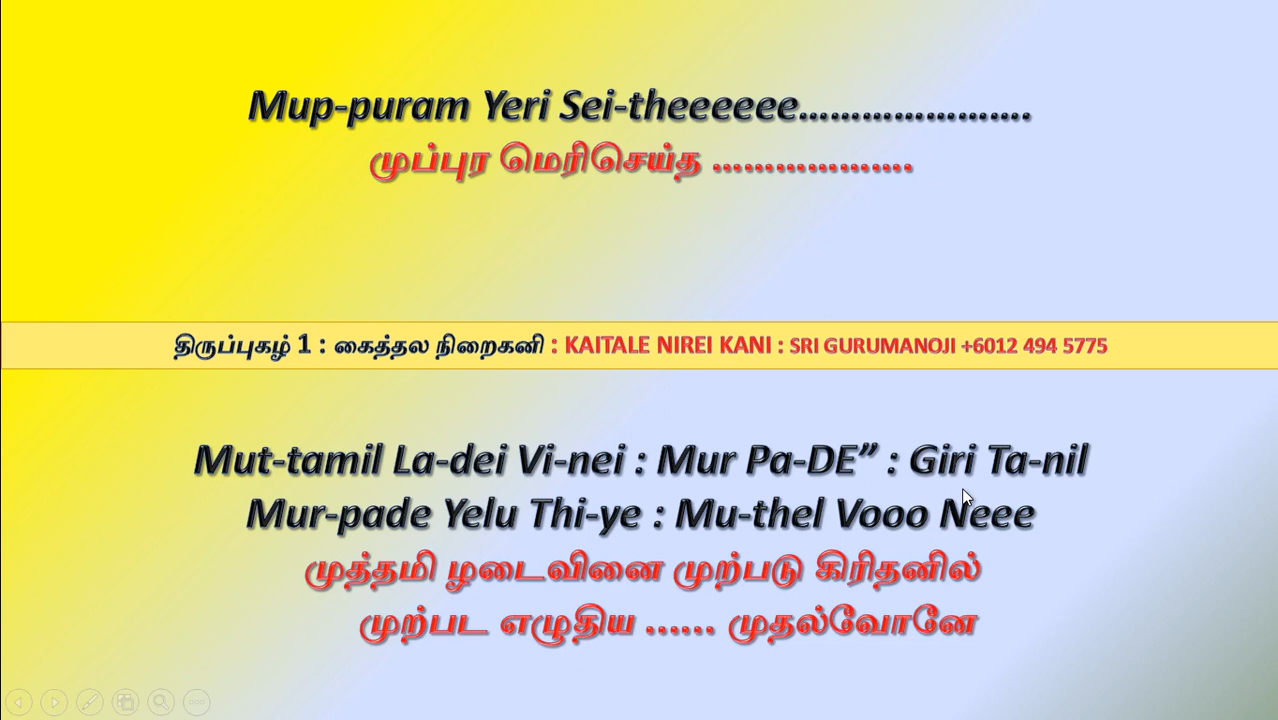 Mup-puram Yeri Sei-theeeeee......................
முப்புர மெரிசெய்த ...................
திருப்புகழ் 1 : கைத்தல நிறைகனி : KAITALE NIREI KANI : SRI GURUMANOJI +6012 494 5775
Mut-tamil La-dei Vi-nei : Mur Pa-DE” : Giri Ta-nil
Mur-pade Yelu Thi-ye : Mu-thel Vooo Neee
முத்தமி ழடைவினை முற்படு கிரிதனில்
முற்பட எழுதிய ...... முதல்வோனே